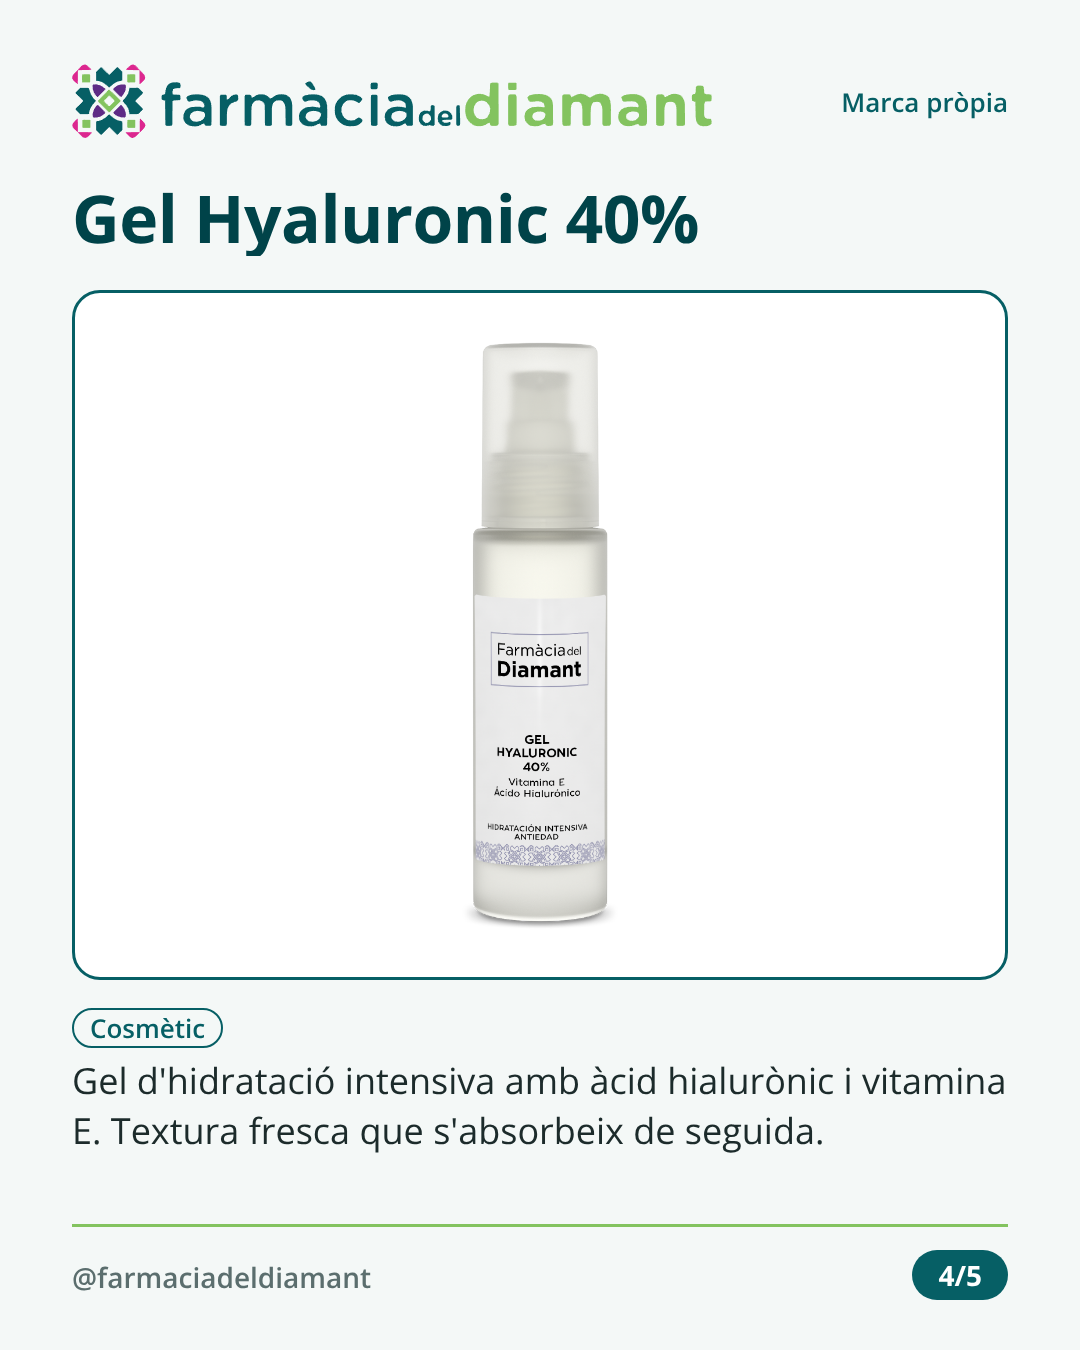 farmàciadeldiamant
Marca pròpia
Gel Hyaluronic 40%
Farmàcia del
Diamant
GEL
HYALURONIC
40%
Vitamina E
Ácido Hialurónico
HIDRATACIÓN INTENSIVA
ANTIEDAD
Cosmètic
Gel d'hidratació intensiva amb àcid hialurònic i vitamina
E. Textura fresca que s'absorbeix de seguida.
@farmaciadeldiamant
4/5